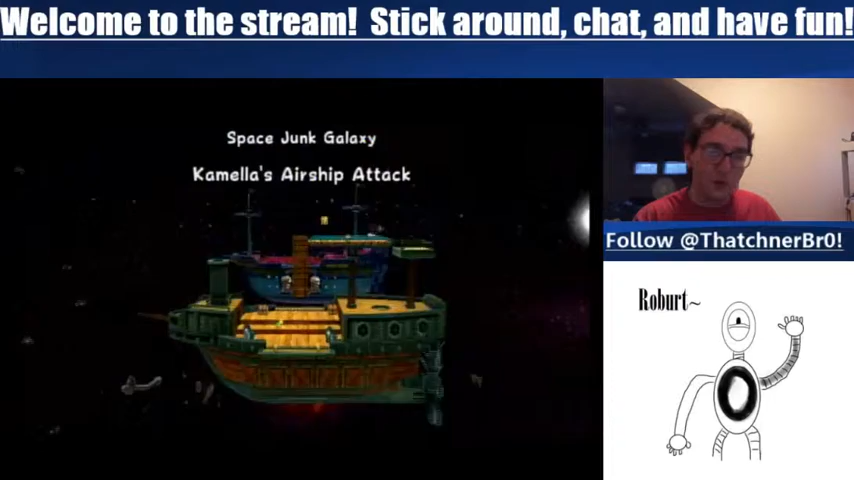 Welcome to the stream! Stick around, chat, and have fun!
Space Junk Galaxy
Kamella's Airship Attack
Follow @ThatchnerBr0!
Roburt~